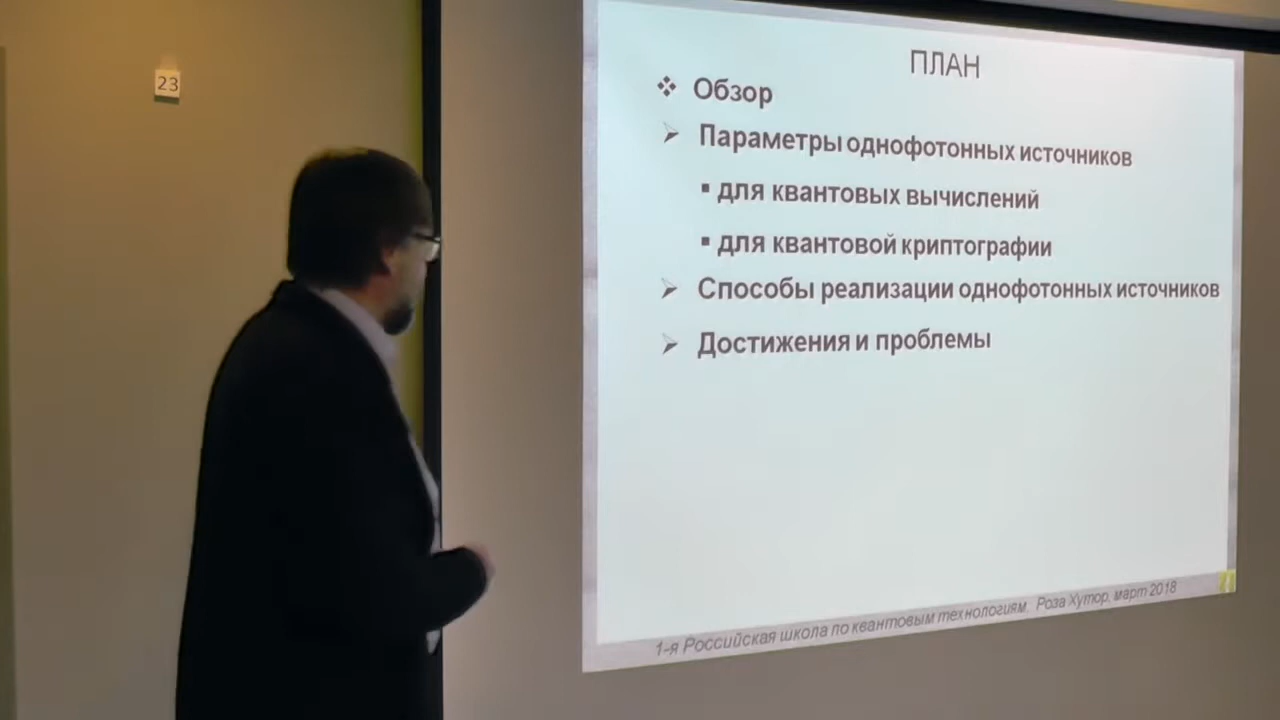 23
ПЛАН
Обзор
Параметры однофотонных источников
для квантовых вычислений
для квантовой криптографии
Способы реализации однофотонных источников
Достижения и проблемы
1-я Российская школа по квантовым технологиям. Роза Хутор, март 2018